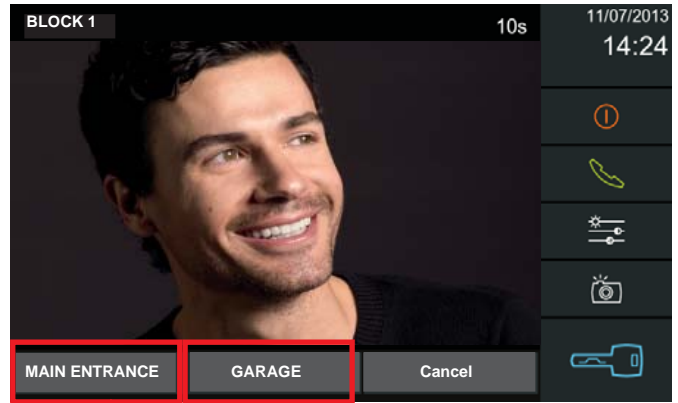 BLOCK 1
10s
11/07/2013
14:24
MAIN ENTRANCE
GARAGE
Cancel